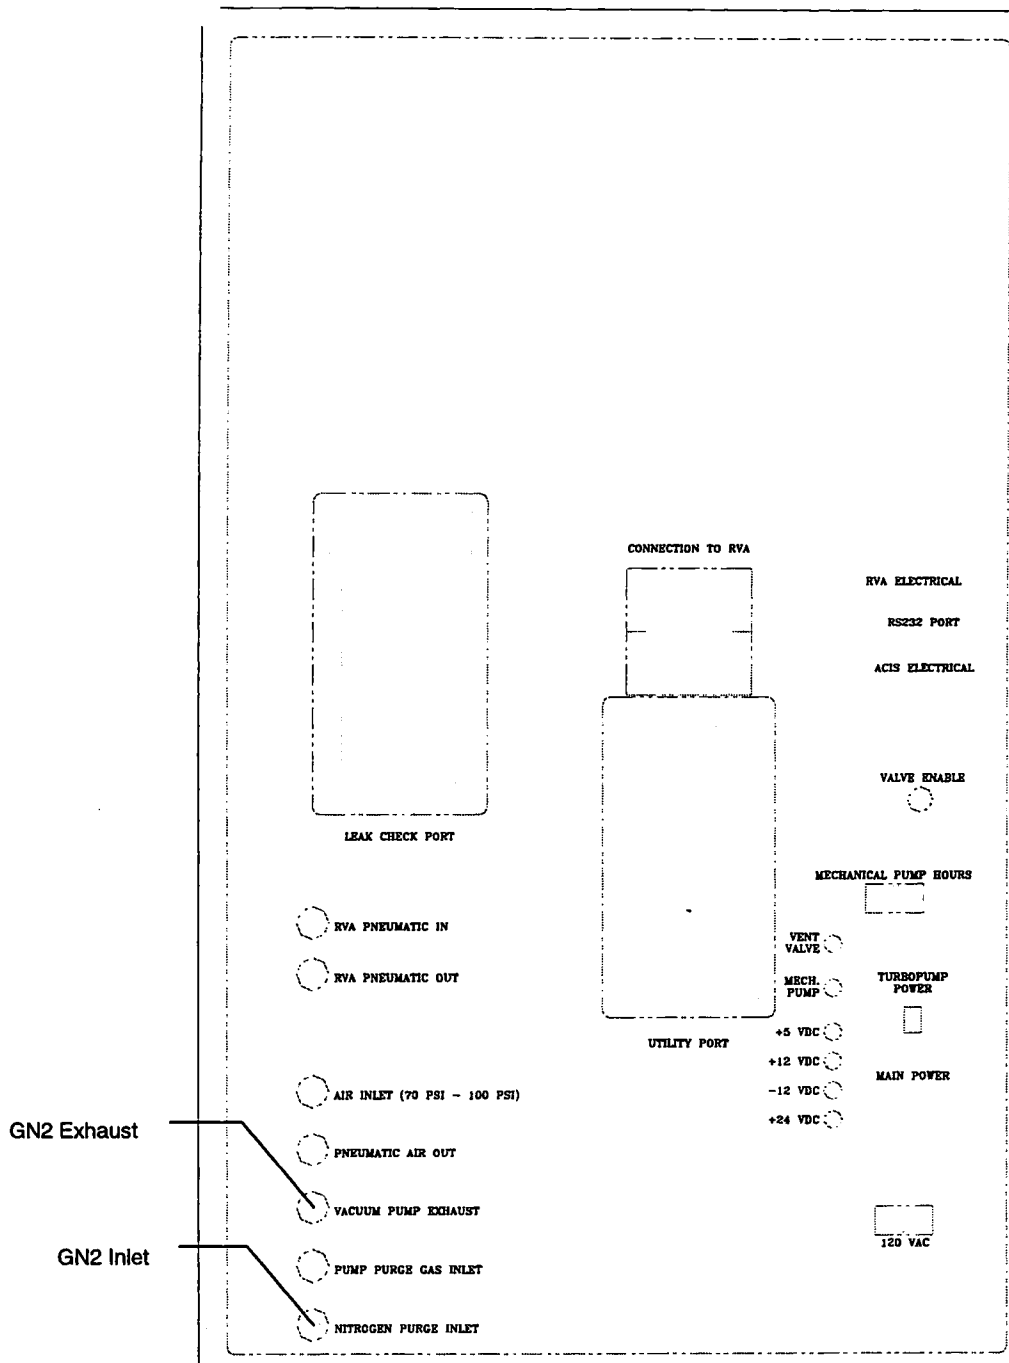 CONNECTION TO RVA
RVA ELECTRICAL
RS232 PORT
ACIS ELECTRICAL
VALVE ENABLE
LEAK CHECK PORT
MECHANICAL PUMP HOURS
RVA PNEUMATIC IN
VENT
VALVE
RVA PNEUMATIC OUT
MECH.
PUMP
TURBOPUMP
POWER
+5 VDC
UTILITY PORT
+12 VDC
MAIN POWER
-12 VDC
AIR INLET (70 PSI - 100 PSI)
+24 VDC
GN2 Exhaust
PNEUMATIC AIR OUT
VACUUM PUMP EXHAUST
120 VAC
GN2 Inlet
PUMP PURGE GAS INLET
NITROGEN PURGE INLET